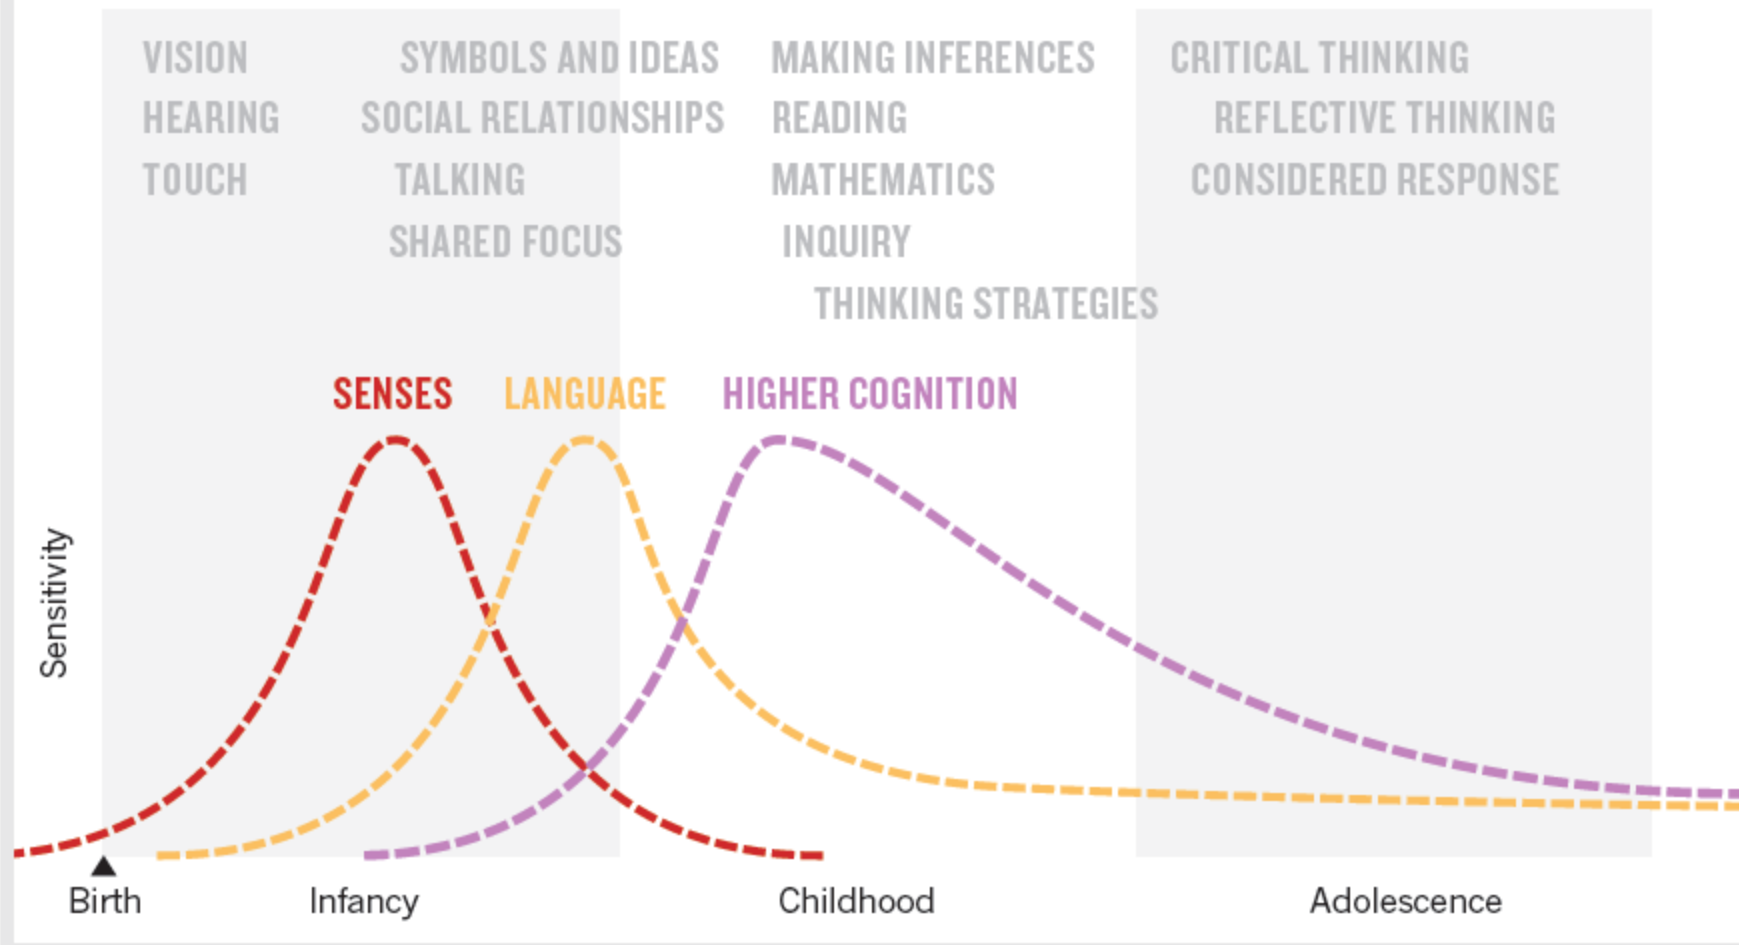 VISION
HEARING
TOUCH
SYMBOLS AND IDEAS
SOCIAL RELATIONSHIPS
TALKING
SHARED FOCUS
MAKING INFERENCES
READING
MATHEMATICS
INQUIRY
THINKING STRATEGIES
CRITICAL THINKING
REFLECTIVE THINKING
CONSIDERED RESPONSE
SENSES
LANGUAGE
HIGHER COGNITION
Sensitivity
Birth
Infancy
Childhood
Adolescence